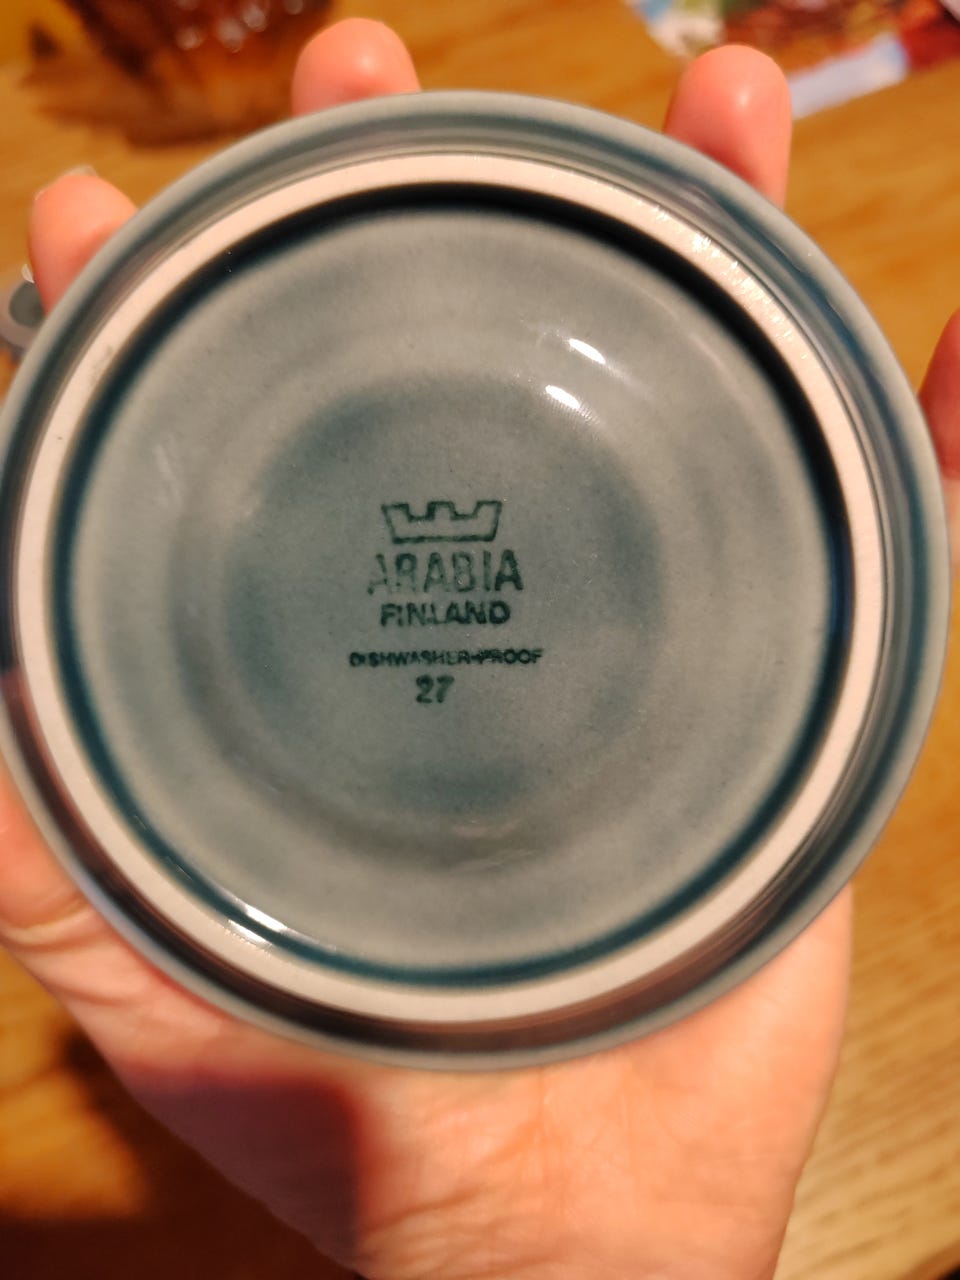 ARABIA
FINLAND
DISHWASHER-PROOF
27